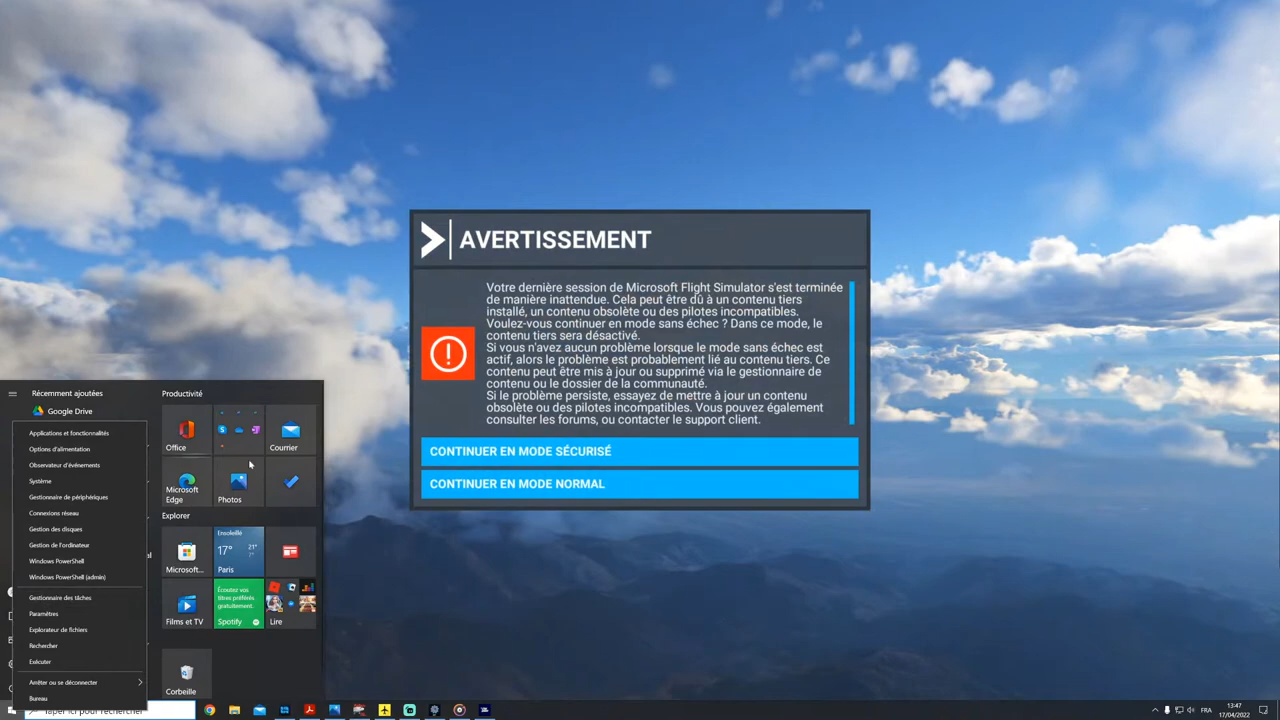 AVERTISSEMENT
Votre dernière session de Microsoft Flight Simulator s'est terminée
de manière inattendue. Cela peut être dû à un contenu tiers
installé, un contenu obsolète ou des pilotes incompatibles.
Voulez-vous continuer en mode sans échec ? Dans ce mode, le
contenu tiers sera désactivé.
Si vous n'avez aucun problème lorsque le mode sans échec est
actif, alors le problème est probablement lié au contenu tiers. Ce
contenu peut être mis à jour ou supprimé via le gestionnaire de
contenu ou le dossier de la communauté.
Si le problème persiste, essayez de mettre à jour un contenu
obsolète ou des pilotes incompatibles. Vous pouvez également
consulter les forums, ou contacter le support client.
CONTINUER EN MODE SÉCURISÉ
CONTINUER EN MODE NORMAL
Récemment ajoutées
Google Drive
Applications et fonctionnalités
Options d'alimentation
Observateur d'événements
Système
Gestionnaire de périphériques
Connexions réseau
Gestion des disques
Gestion de l'ordinateur
Windows PowerShell
Windows PowerShell (admin)
Gestionnaire des tâches
Paramètres
Explorateur de fichiers
Rechercher
Exécuter
Arrêter ou se déconnecter
Bureau
Productivité
Office
Courrier
Microsoft
Edge
Photos
Explorer
Microsoft...
Ensoleillé
17°
21°
Paris
Films et TV
Écoutez vos
titres préférés
gratuitement.
Spotify
Lire
Corbeille
Taper ici pour rechercher
FRA
13:47
17/04/2022